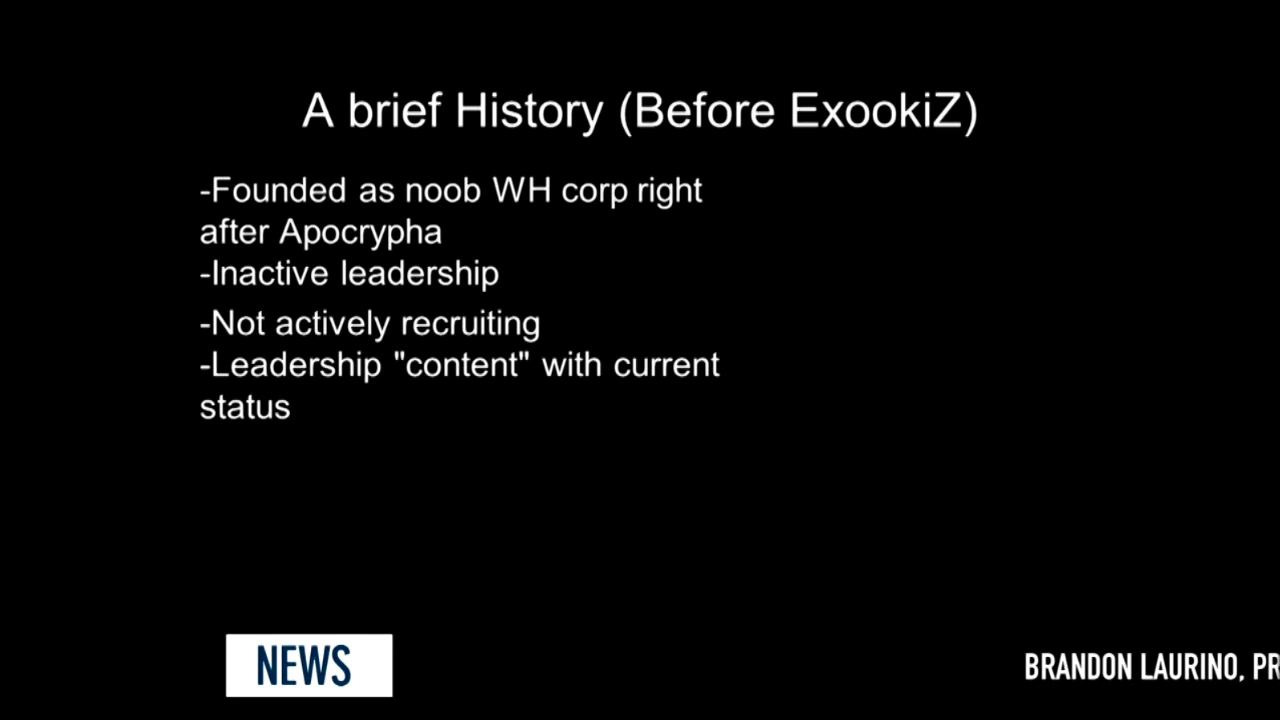 A brief History (Before ExookiZ)
-Founded as noob WH corp right
after Apocrypha
-Inactive leadership
-Not actively recruiting
-Leadership "content" with current
status
NEWS
BRANDON LAURINO, PR